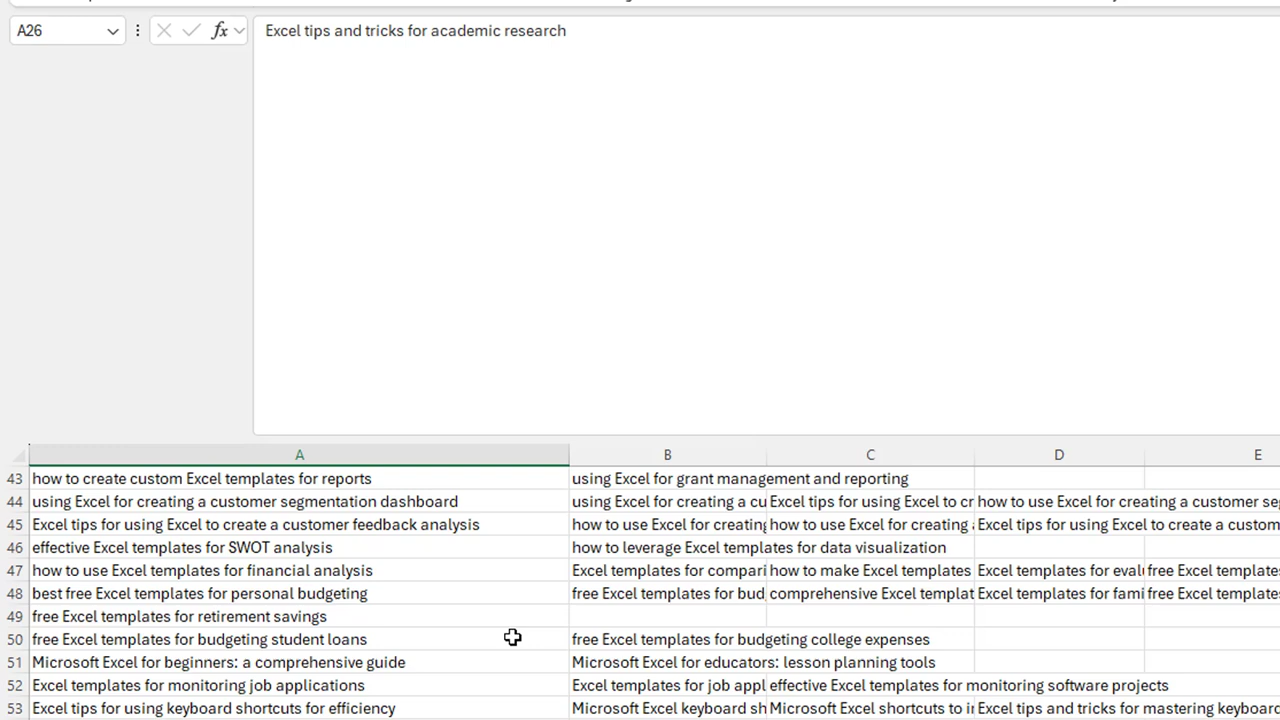 A26 fx Excel tips and tricks for academic research
A B C D E
43 how to create custom Excel templates for reports using Excel for grant management and reporting
44 using Excel for creating a customer segmentation dashboard using Excel for creating a cu Excel tips for using Excel to cr how to use Excel for creating a customer se
45 Excel tips for using Excel to create a customer feedback analysis how to use Excel for creating how to use Excel for creating Excel tips for using Excel to create a custom
46 effective Excel templates for SWOT analysis how to leverage Excel templates for data visualization
47 how to use Excel templates for financial analysis Excel templates for compari how to make Excel templates Excel templates for eval free Excel template
48 best free Excel templates for personal budgeting free Excel templates for bud comprehensive Excel templat Excel templates for fami free Excel template
49 free Excel templates for retirement savings
50 free Excel templates for budgeting student loans free Excel templates for budgeting college expenses
51 Microsoft Excel for beginners: a comprehensive guide Microsoft Excel for educators: lesson planning tools
52 Excel templates for monitoring job applications Excel templates for job appl effective Excel templates for monitoring software projects
53 Excel tips for using keyboard shortcuts for efficiency Microsoft Excel keyboard sh Microsoft Excel shortcuts to i Excel tips and tricks for mastering keyboard